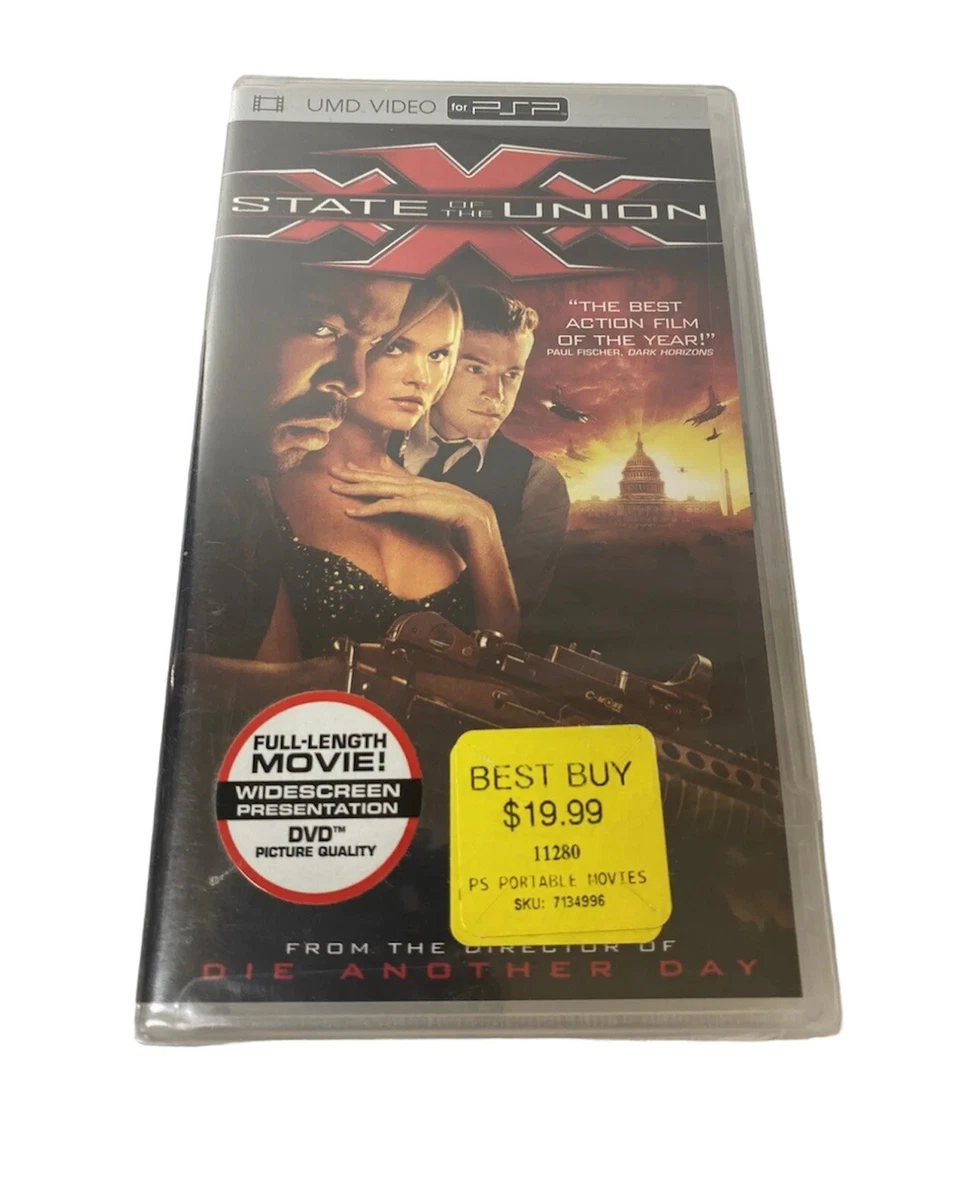 UMD VIDEO for PSP
xXx
STATE OF THE UNION
"THE BEST
ACTION FILM
OF THE YEAR!"
PAUL FISCHER, DARK HORIZONS
FULL-LENGTH
MOVIE!
WIDESCREEN
PRESENTATION
DVD™
PICTURE QUALITY
BEST BUY
$19.99
11280
PS PORTABLE MOVIES
SKU: 7134996
FROM THE DIRECTOR OF
DIE ANOTHER DAY